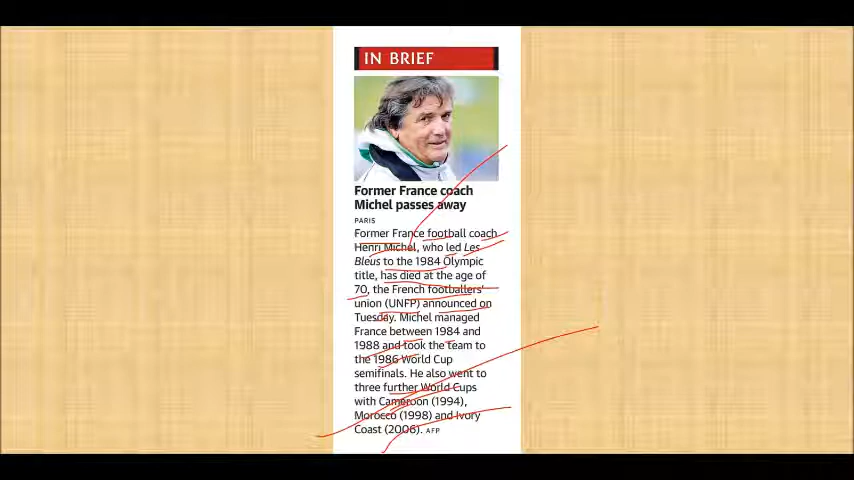 IN BRIEF
Former France coach
Michel passes away
PARIS
Former France football coach
Henri Michel, who led Les
Bleus to the 1984 Olympic
title, has died at the age of
70, the French footballers'
union (UNFP) announced on
Tuesday. Michel managed
France between 1984 and
1988 and took the team to
the 1986 World Cup
semifinals. He also went to
three further World Cups
with Cameroon (1994),
Morocco (1998) and Ivory
Coast (2006). AFP